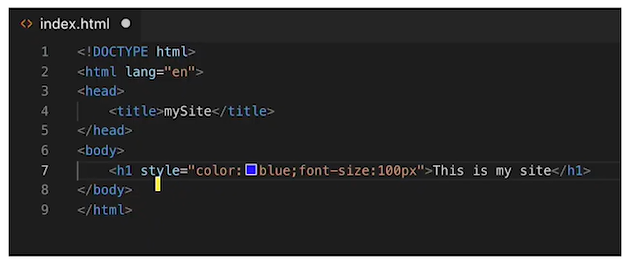 <> index.html
1 <!DOCTYPE html>
2 <html lang="en">
3 <head>
4 <title>mySite</title>
5 </head>
6 <body>
7 <h1 style="color:blue;font-size:100px">This is my site</h1>
8 </body>
9 </html>